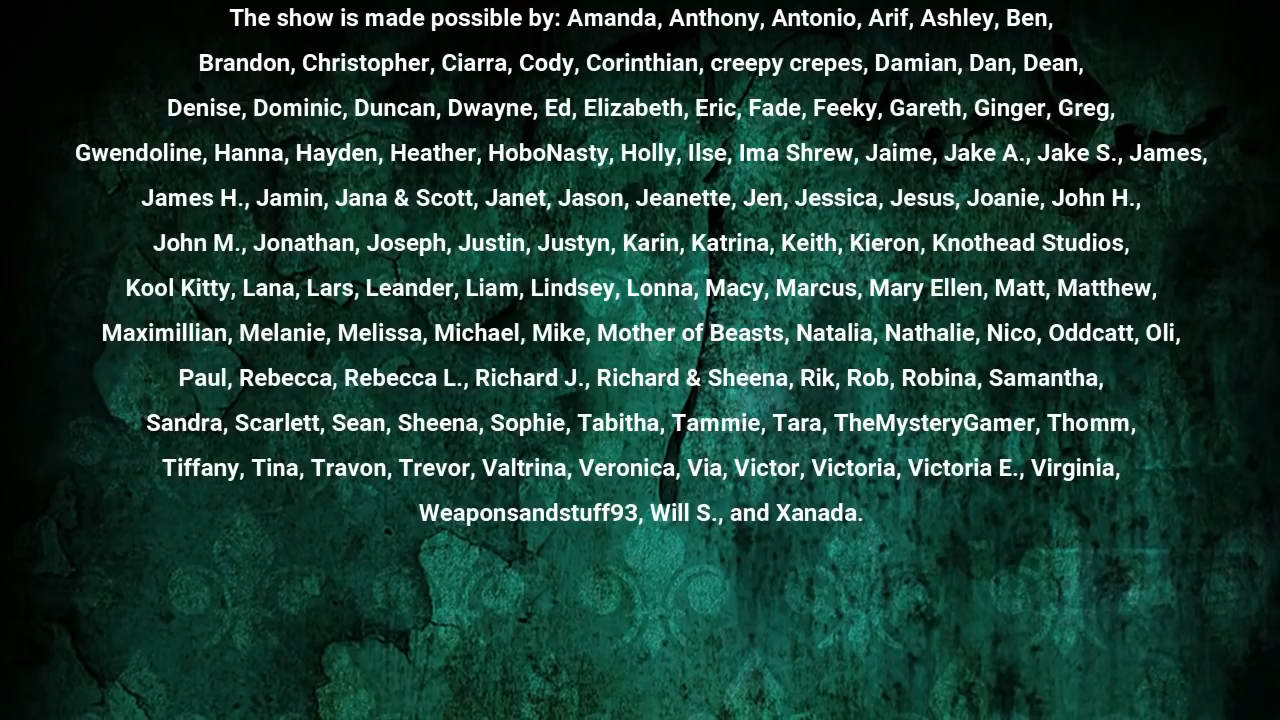 The show is made possible by: Amanda, Anthony, Antonio, Arif, Ashley, Ben,
Brandon, Christopher, Ciarra, Cody, Corinthian, creepy crepes, Damian, Dan, Dean,
Denise, Dominic, Duncan, Dwayne, Ed, Elizabeth, Eric, Fade, Feeky, Gareth, Ginger, Greg,
Gwendoline, Hanna, Hayden, Heather, HoboNasty, Holly, Ilse, Ima Shrew, Jaime, Jake A., Jake S., James,
James H., Jamin, Jana & Scott, Janet, Jason, Jeanette, Jen, Jessica, Jesus, Joanie, John H.,
John M., Jonathan, Joseph, Justin, Justyn, Karin, Katrina, Keith, Kieron, Knothead Studios,
Kool Kitty, Lana, Lars, Leander, Liam, Lindsey, Lonna, Macy, Marcus, Mary Ellen, Matt, Matthew,
Maximillian, Melanie, Melissa, Michael, Mike, Mother of Beasts, Natalia, Nathalie, Nico, Oddcatt, Oli,
Paul, Rebecca, Rebecca L., Richard J., Richard & Sheena, Rik, Rob, Robina, Samantha,
Sandra, Scarlett, Sean, Sheena, Sophie, Tabitha, Tammie, Tara, TheMysteryGamer, Thomm,
Tiffany, Tina, Travon, Trevor, Valtrina, Veronica, Via, Victor, Victoria, Victoria E., Virginia,
Weaponsandstuff93, Will S., and Xanada.